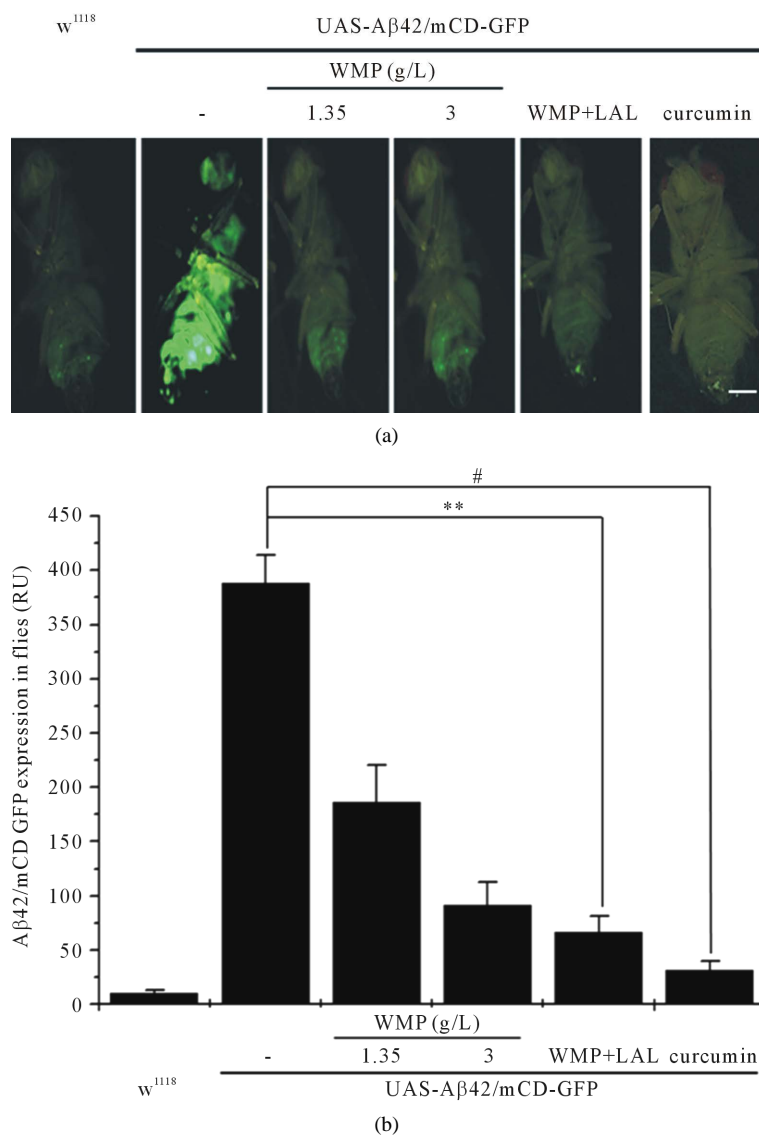 w1118 UAS-Aβ42/mCD-GFP
WMP (g/L)
- 1.35 3 WMP+LAL curcumin
(a)
#
**
450
400
350
300
250
200
150
100
50
0
Aβ42/mCD GFP expression in flies (RU)
WMP (g/L)
- 1.35 3 WMP+LAL curcumin
w1118 UAS-Aβ42/mCD-GFP
(b)